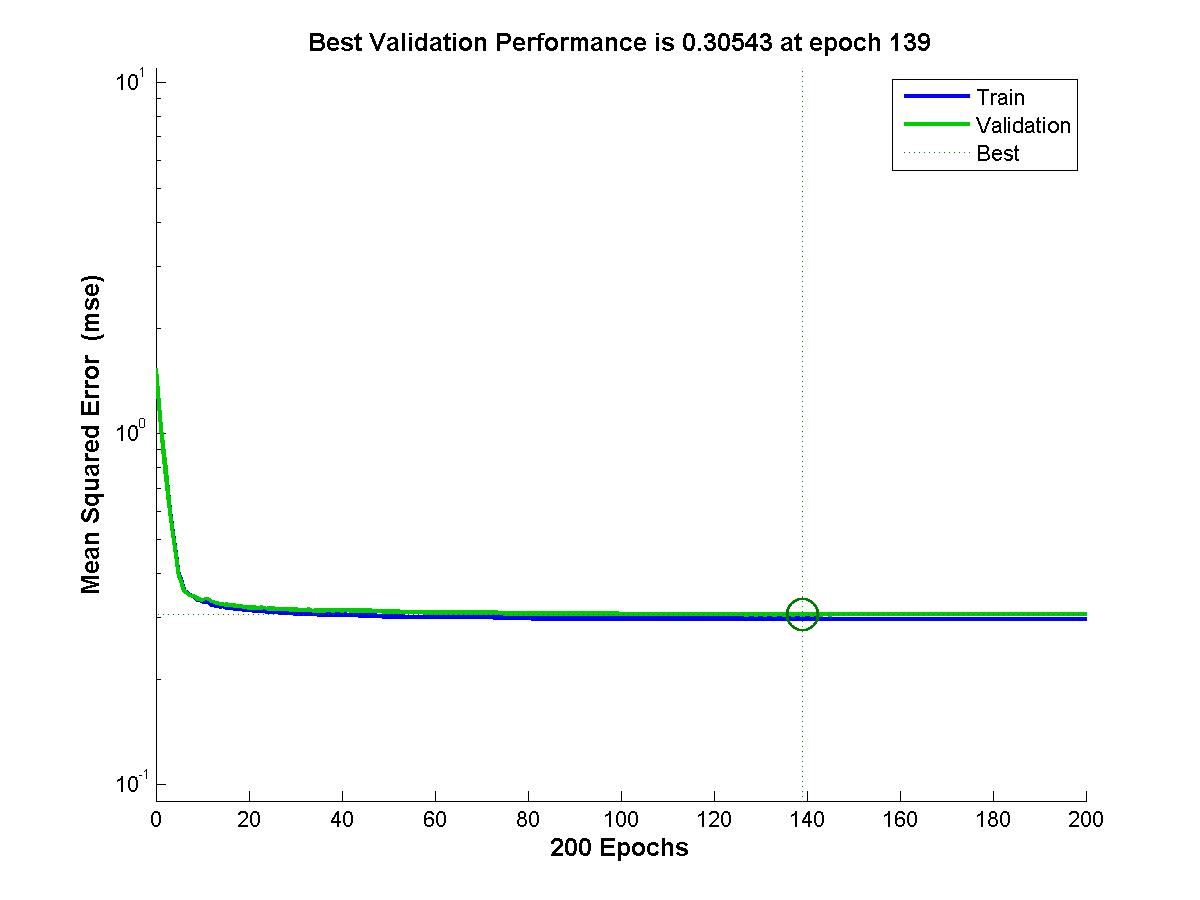 Best Validation Performance is 0.30543 at epoch 139
10^1
Train
Validation
Best
Mean Squared Error (mse)
10^0
10^-1
0 20 40 60 80 100 120 140 160 180 200
200 Epochs